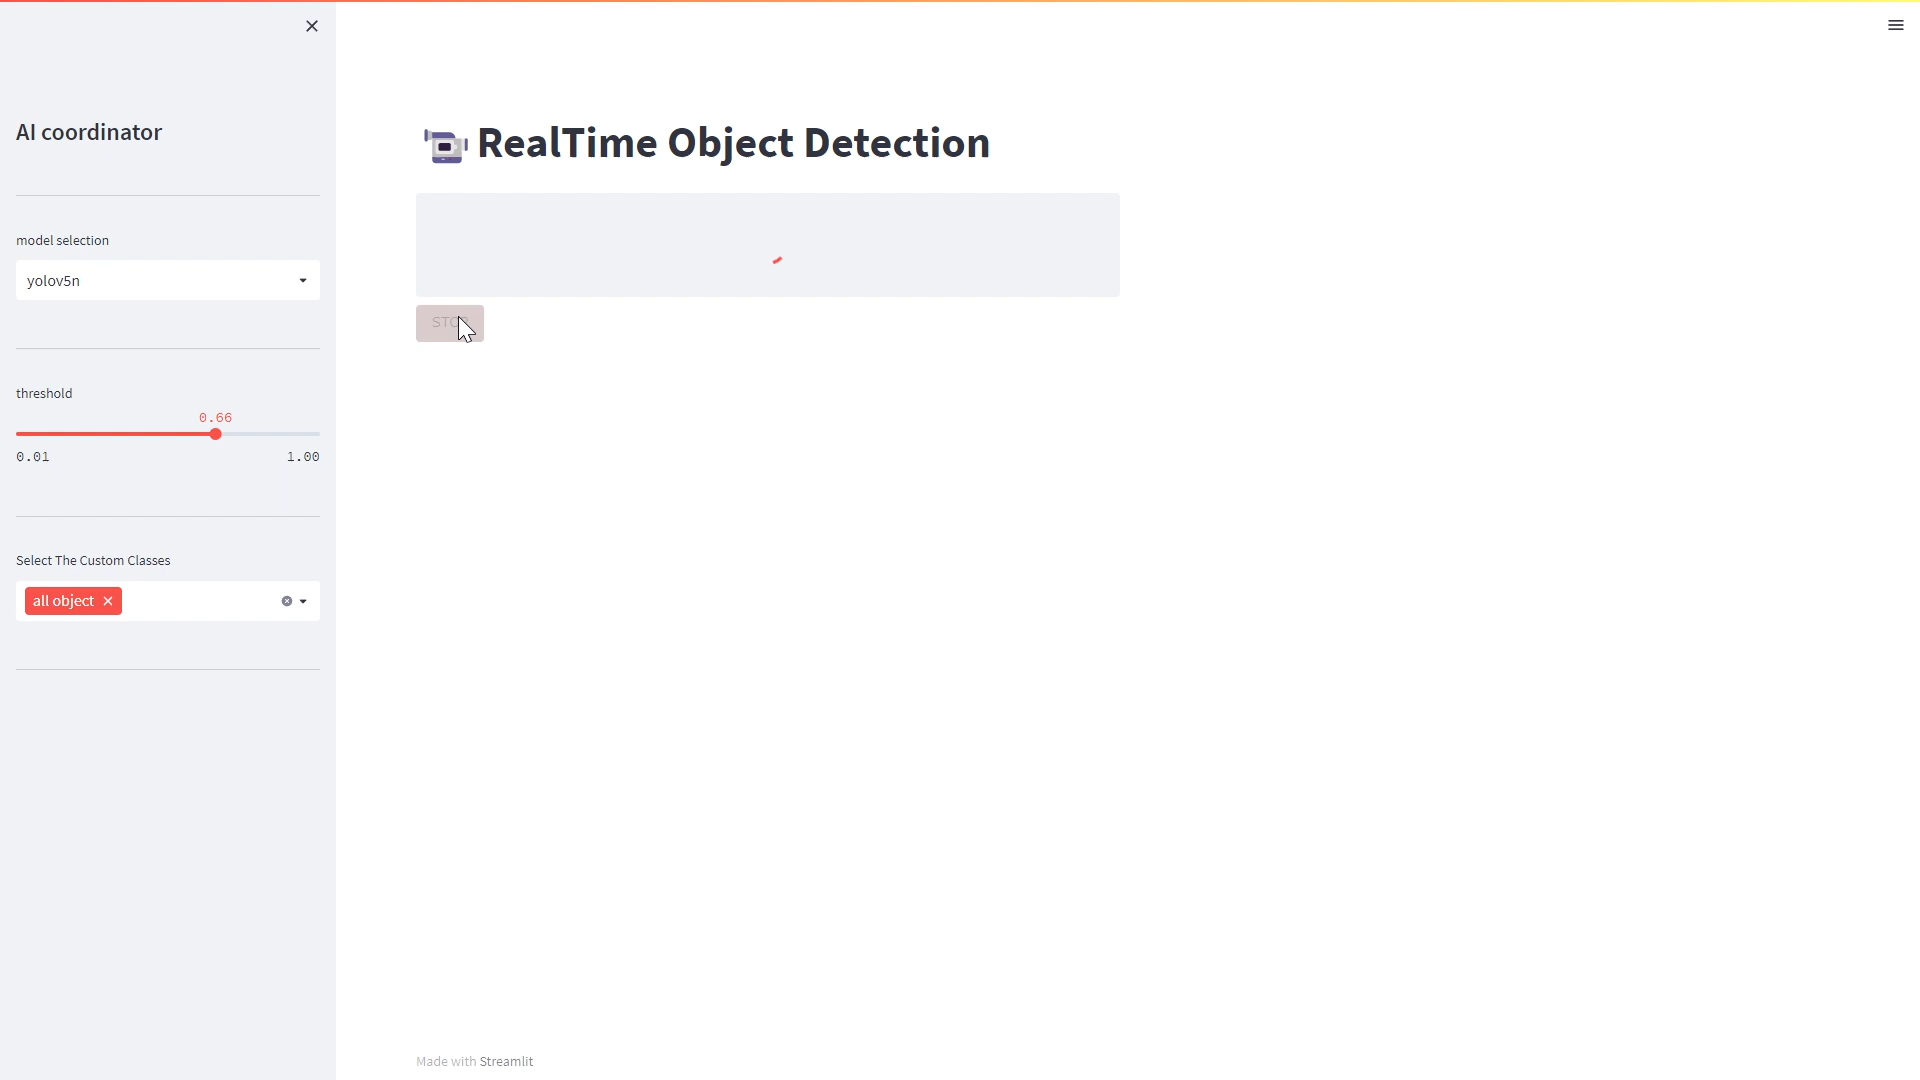 AI coordinator
model selection
yolov5n
threshold
0.66
0.01 1.00
Select The Custom Classes
all object
RealTime Object Detection
Made with Streamlit